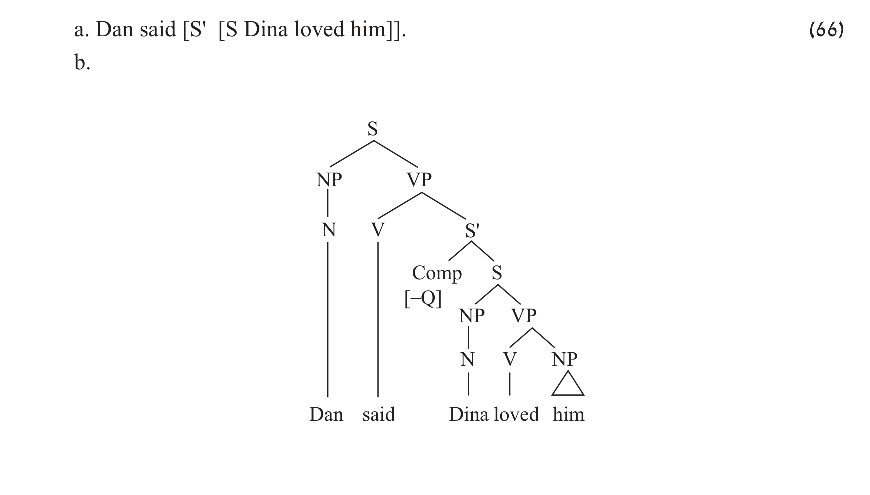 a. Dan said [S' [S Dina loved him]]. (66)
b.
S
NP VP
N V S'
Comp S
[–Q]
NP VP
N V NP
Dan said Dina loved him